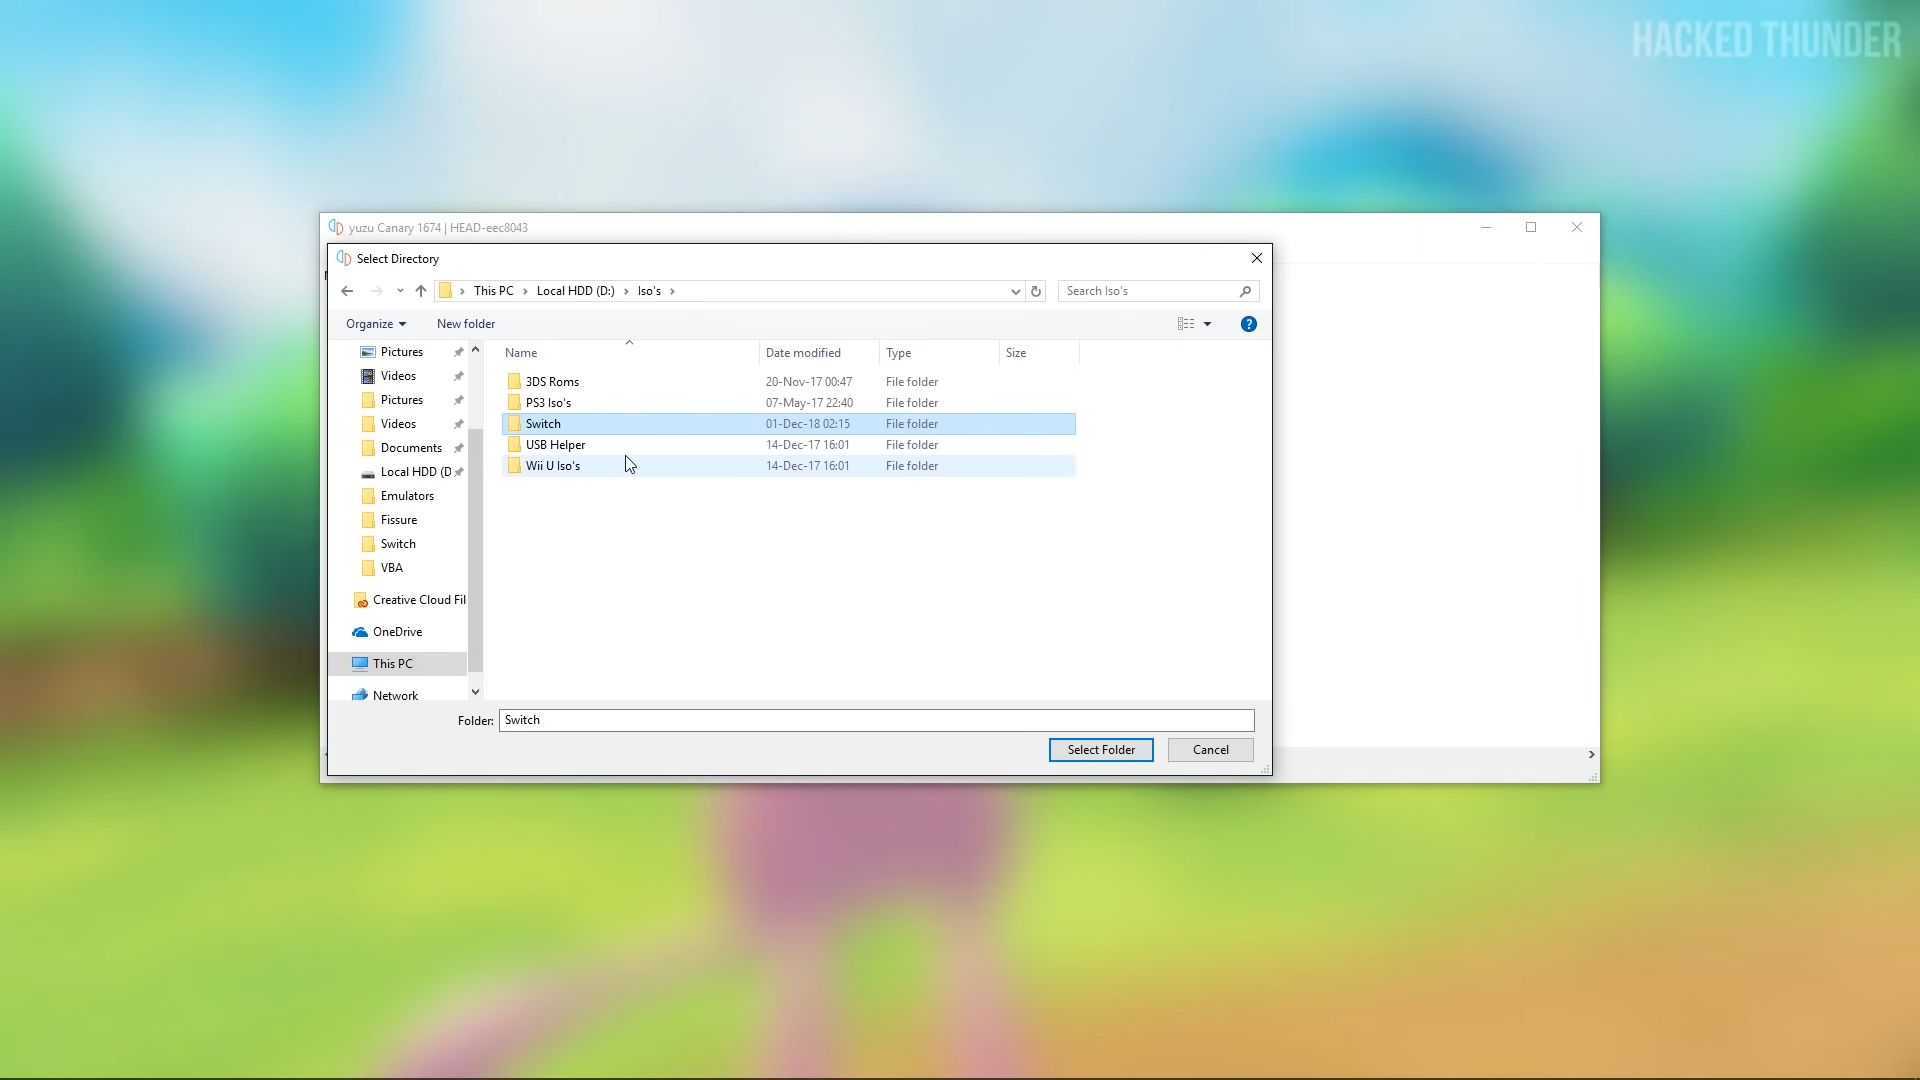 HACKED THUNDER
yuzu Canary 1674 | HEAD-eec8043
Select Directory
This PC > Local HDD (D:) > Iso's >
Search Iso's
Organize
New folder
Name
Date modified
Type
Size
Pictures
Videos
Pictures
Videos
Documents
Local HDD (D
Emulators
Fissure
Switch
VBA
Creative Cloud Fil
OneDrive
This PC
Network
3DS Roms 20-Nov-17 00:47 File folder
PS3 Iso's 07-May-17 22:40 File folder
Switch 01-Dec-18 02:15 File folder
USB Helper 14-Dec-17 16:01 File folder
Wii U Iso's 14-Dec-17 16:01 File folder
Folder: Switch
Select Folder
Cancel